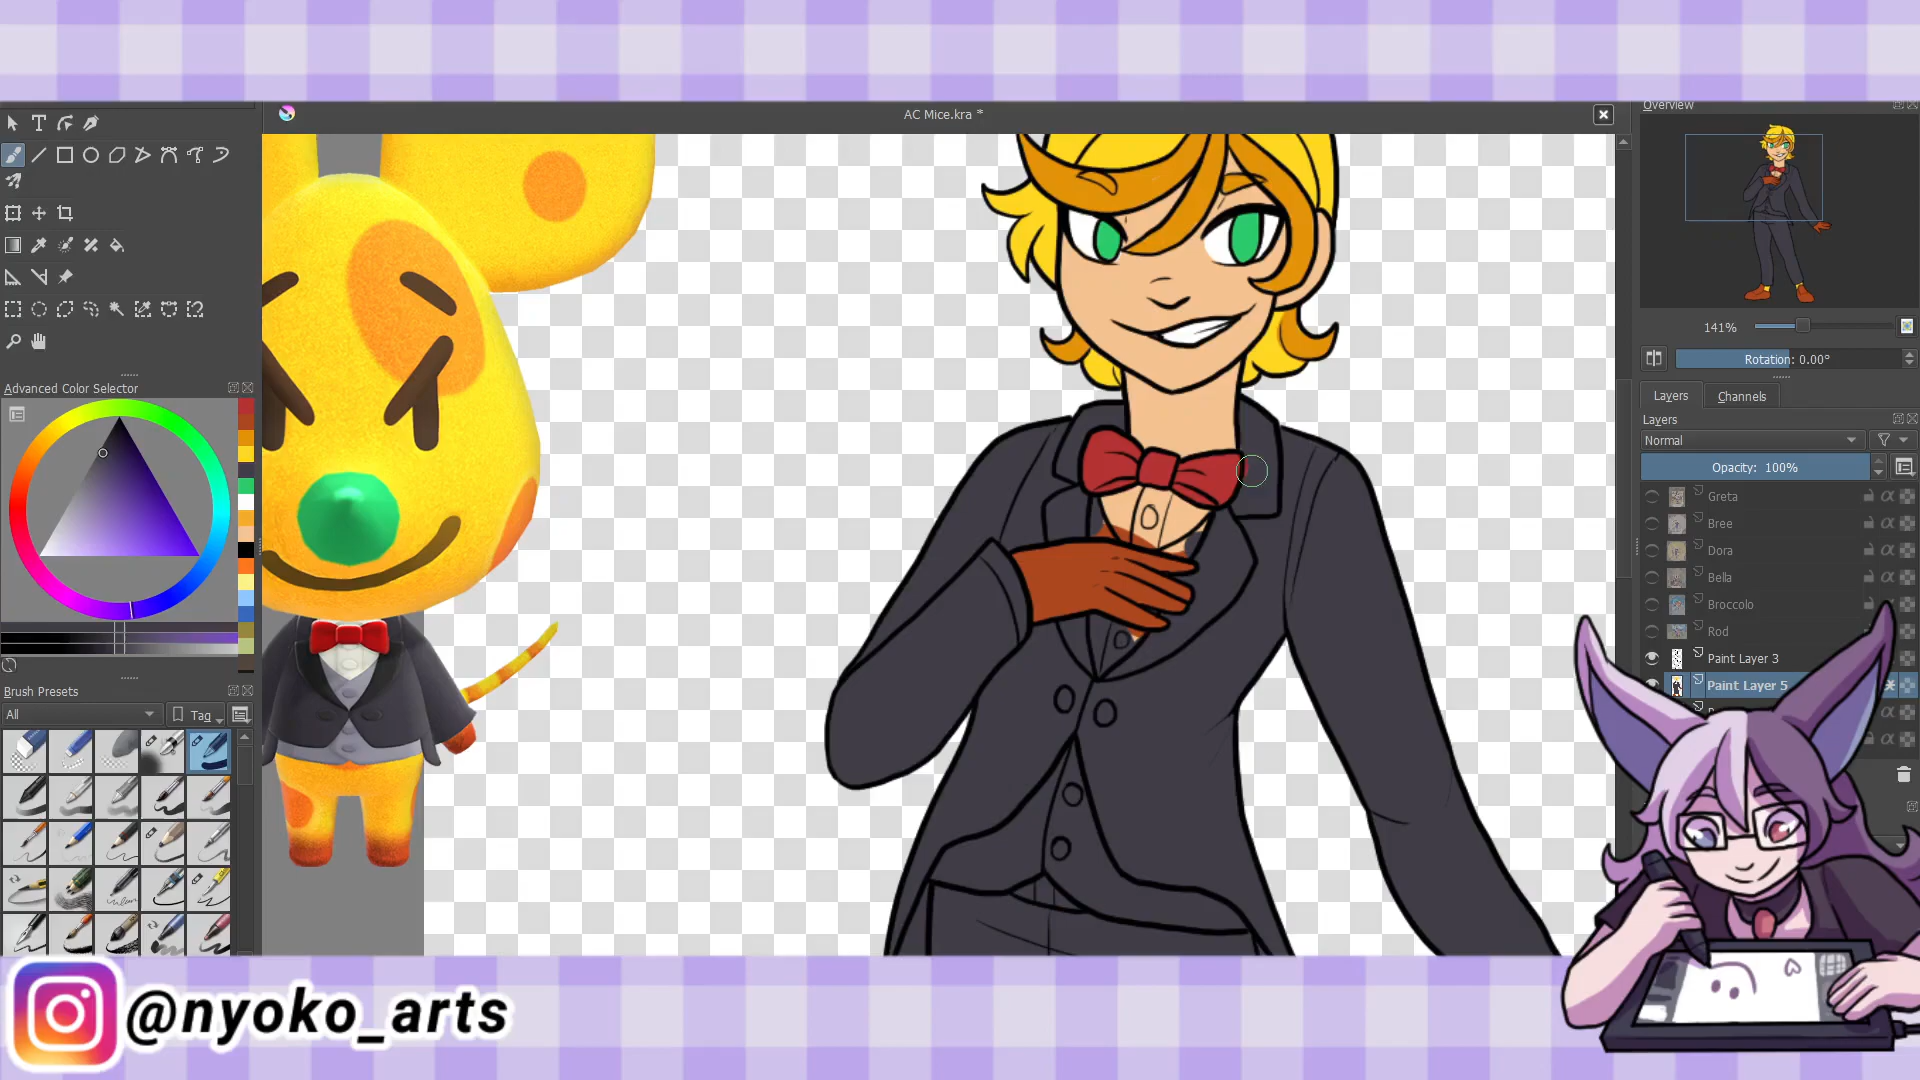 AC Mice.kra *
Overview
141%
Rotation: 0.00°
Layers
Channels
Layers
Normal
Opacity: 100%
Greta
Bree
Dora
Bella
Broccolo
Rod
Paint Layer 3
Paint Layer 5
Advanced Color Selector
Brush Presets
All
Tag
@nyoko_arts